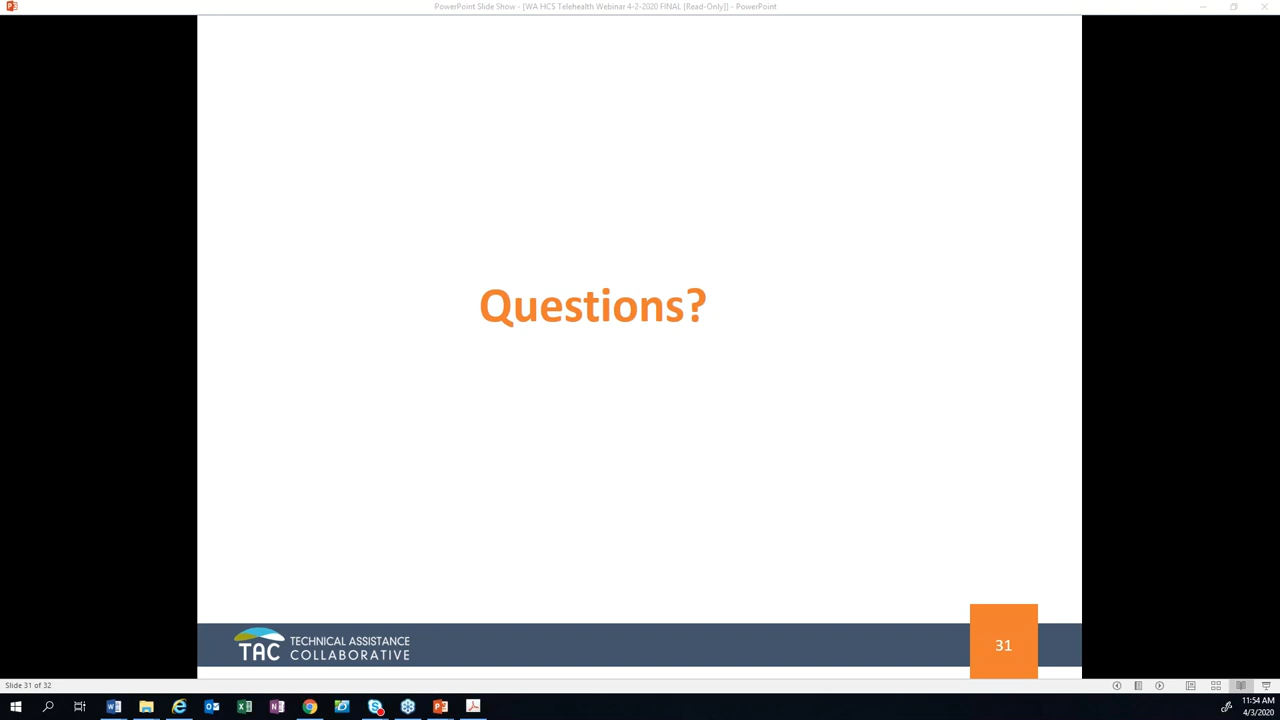 PowerPoint Slide Show - [WA HCS Telehealth Webinar 4-2-2020 FINAL [Read-Only]] - PowerPoint
Questions?
TAC TECHNICAL ASSISTANCE
COLLABORATIVE
31
Slide 31 of 32
11:54 AM
4/3/2020